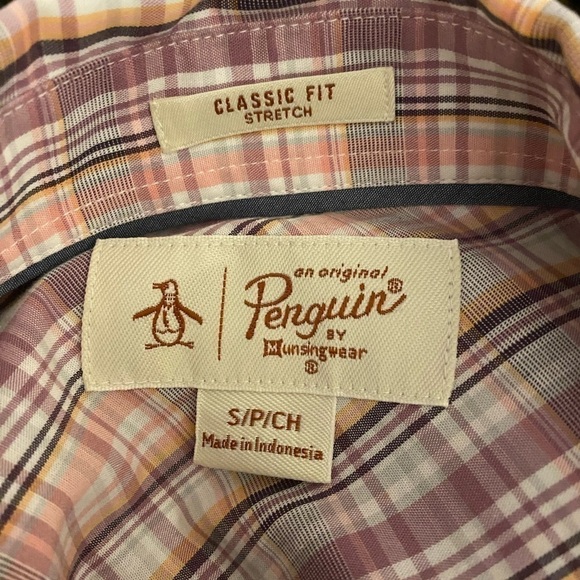 CLASSIC FIT
STRETCH
an original
Penguin®
BY
Munsingwear
®
S/P/CH
Made in Indonesia